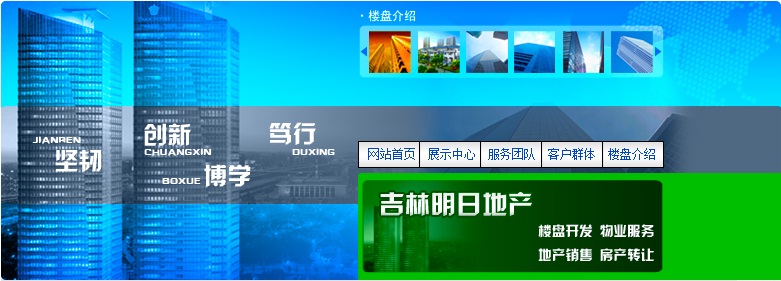 · 楼盘介绍
JIANREN
坚韧
创新
CHUANGXIN
BOXUE 博学
笃行
DUXING
网站首页 展示中心 服务团队 客户群体 楼盘介绍
吉林明日地产
楼盘开发 物业服务
地产销售 房产转让